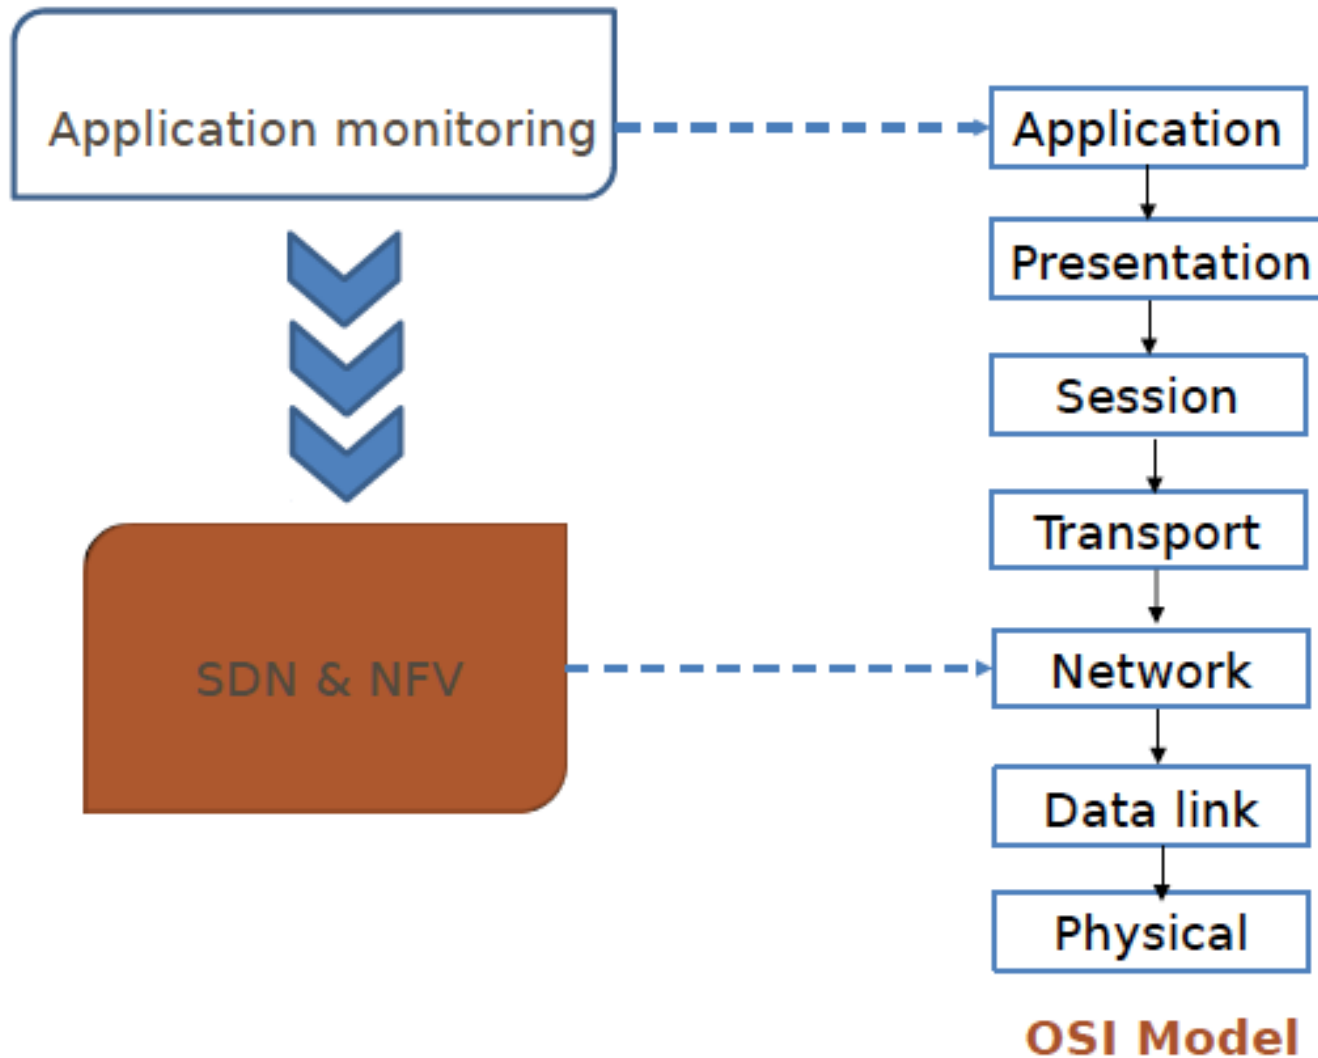 Application monitoring
Application
Presentation
Session
Transport
SDN & NFV
Network
Data link
Physical
OSI Model